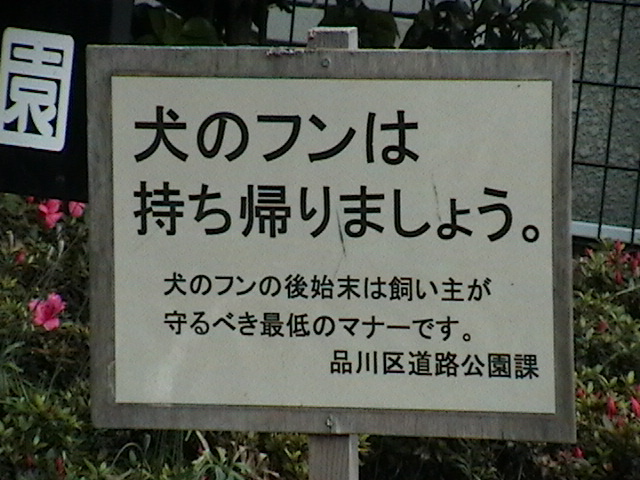 園
犬のフンは
持ち帰りましょう。
犬のフンの後始末は飼い主が
守るべき最低のマナーです。
品川区道路公園課